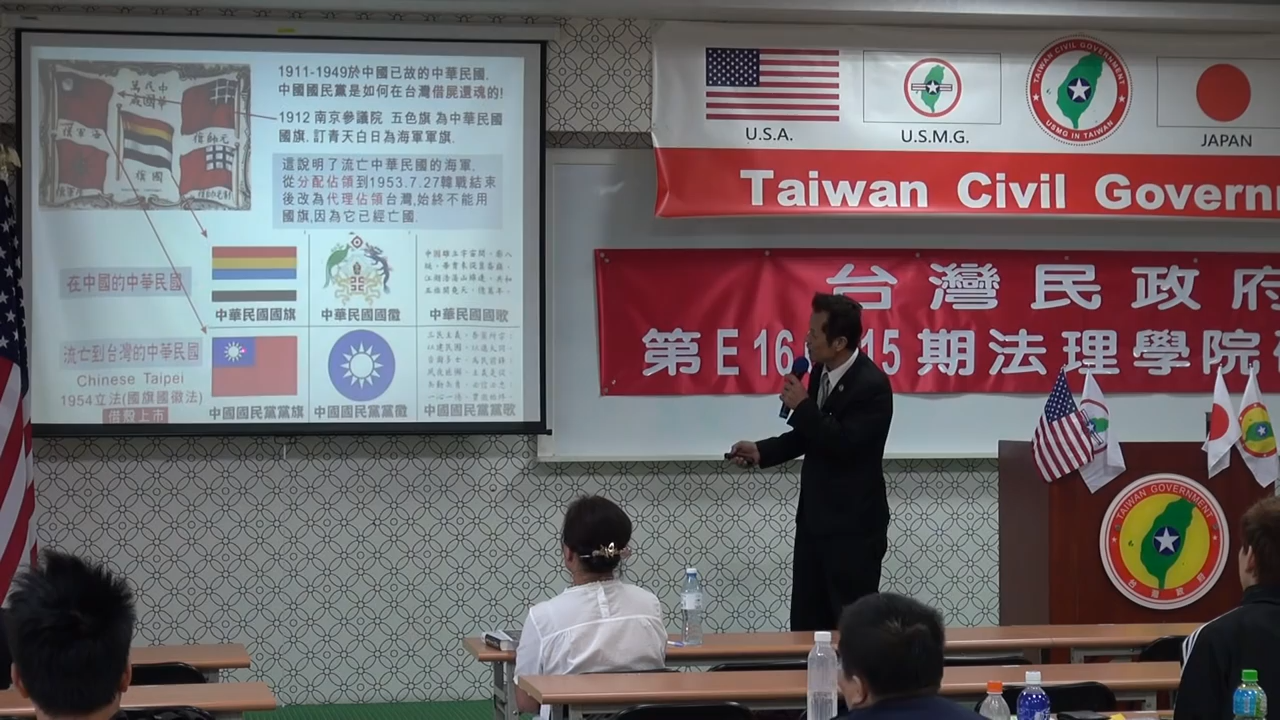 1911-1949於中國已故的中華民國.
中國國民黨是如何在台灣借屍還魂的!
1912 南京參議院 五色旗 為中華民國
國旗. 訂青天白日為海軍軍旗.
這說明了流亡中華民國的海軍.
從分配佔領到1953.7.27韓戰結束
後改為代理佔領台灣,始終不能用
國旗,因為它已經亡國.
在中國的中華民國
中華民國國旗
中華民國國徽
中華民國國歌
流亡到台灣的中華民國
Chinese Taipei
1954立法(國旗國徽法)
借殼上市
中國國民黨黨旗
中國國民黨黨徽
中國國民黨黨歌
U.S.A.
U.S.M.G.
TAIWAN CIVIL GOVERNMENT
USMG IN TAIWAN
JAPAN
Taiwan Civil Govern
台灣民政府
第E16 15期法理學院
TAIWAN GOVERNMENT
台灣政府